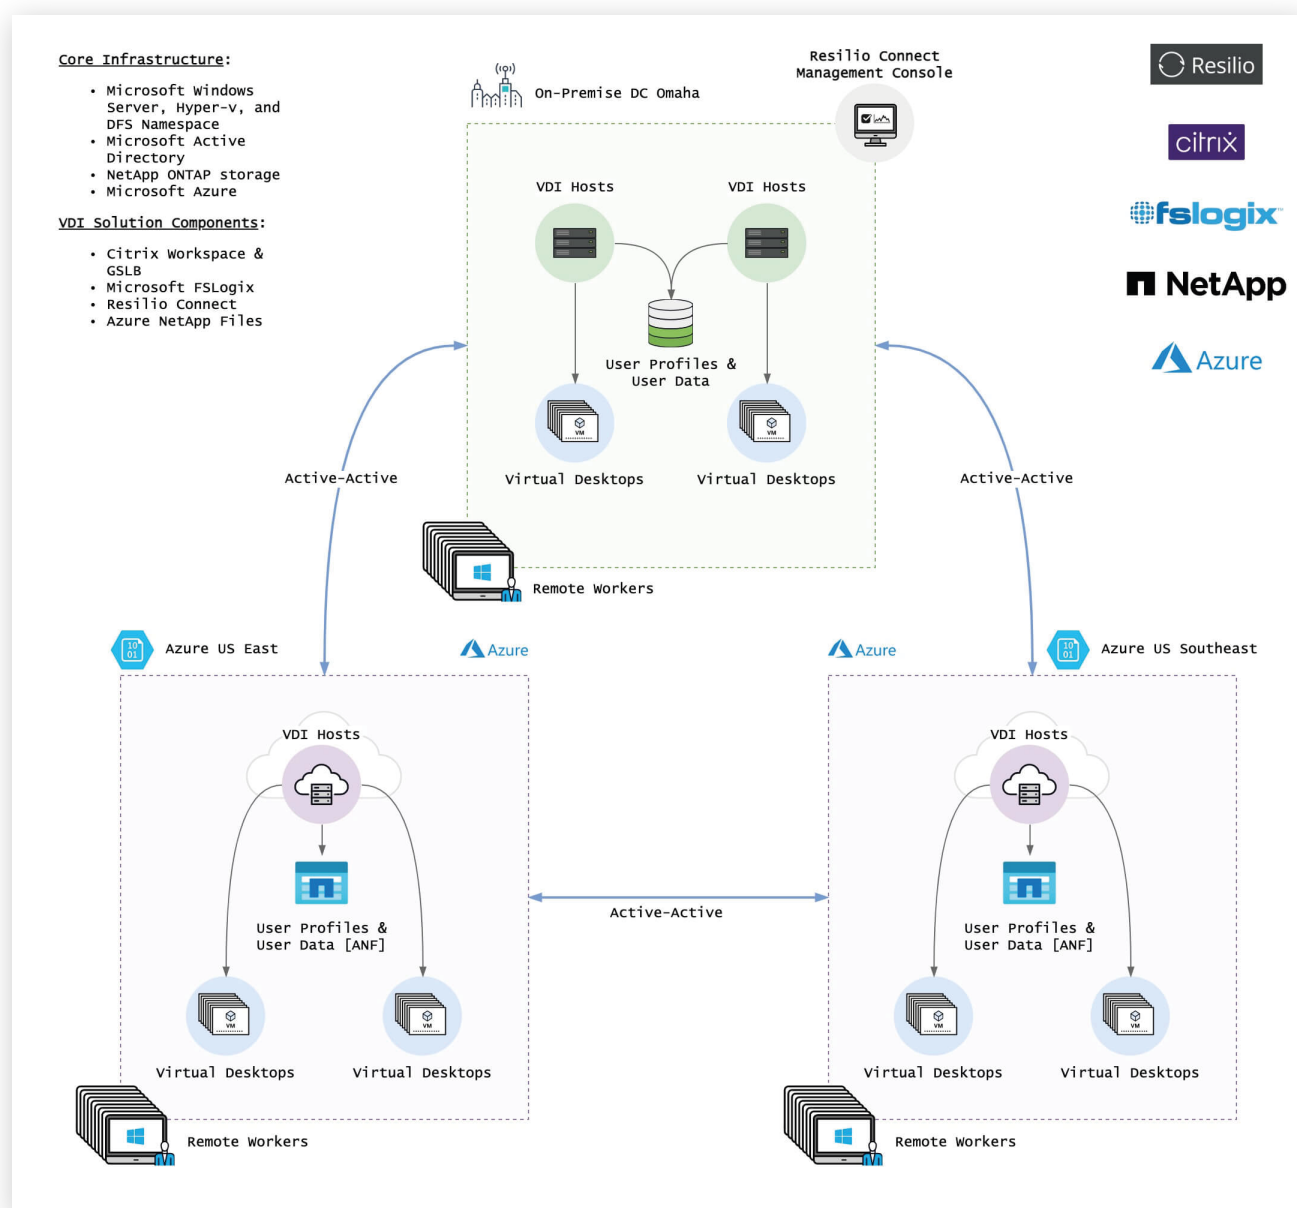 Core Infrastructure:
• Microsoft Windows
Server, Hyper-v, and
DFS Namespace
• Microsoft Active
Directory
• NetApp ONTAP storage
• Microsoft Azure
VDI Solution Components:
• Citrix Workspace &
GSLB
• Microsoft FSLogix
• Resilio Connect
• Azure NetApp Files
On-Premise DC Omaha
Resilio Connect
Management Console
Resilio
citrix
fslogix™
NetApp
Azure
VDI Hosts
VDI Hosts
User Profiles &
User Data
VM
VM
Virtual Desktops
Virtual Desktops
Active-Active
Active-Active
Remote Workers
10
01
Azure US East
Azure
Azure
10
01
Azure US Southeast
VDI Hosts
User Profiles &
User Data [ANF]
VM
VM
Virtual Desktops
Virtual Desktops
Remote Workers
Active-Active
VDI Hosts
User Profiles &
User Data [ANF]
VM
VM
Virtual Desktops
Virtual Desktops
Remote Workers